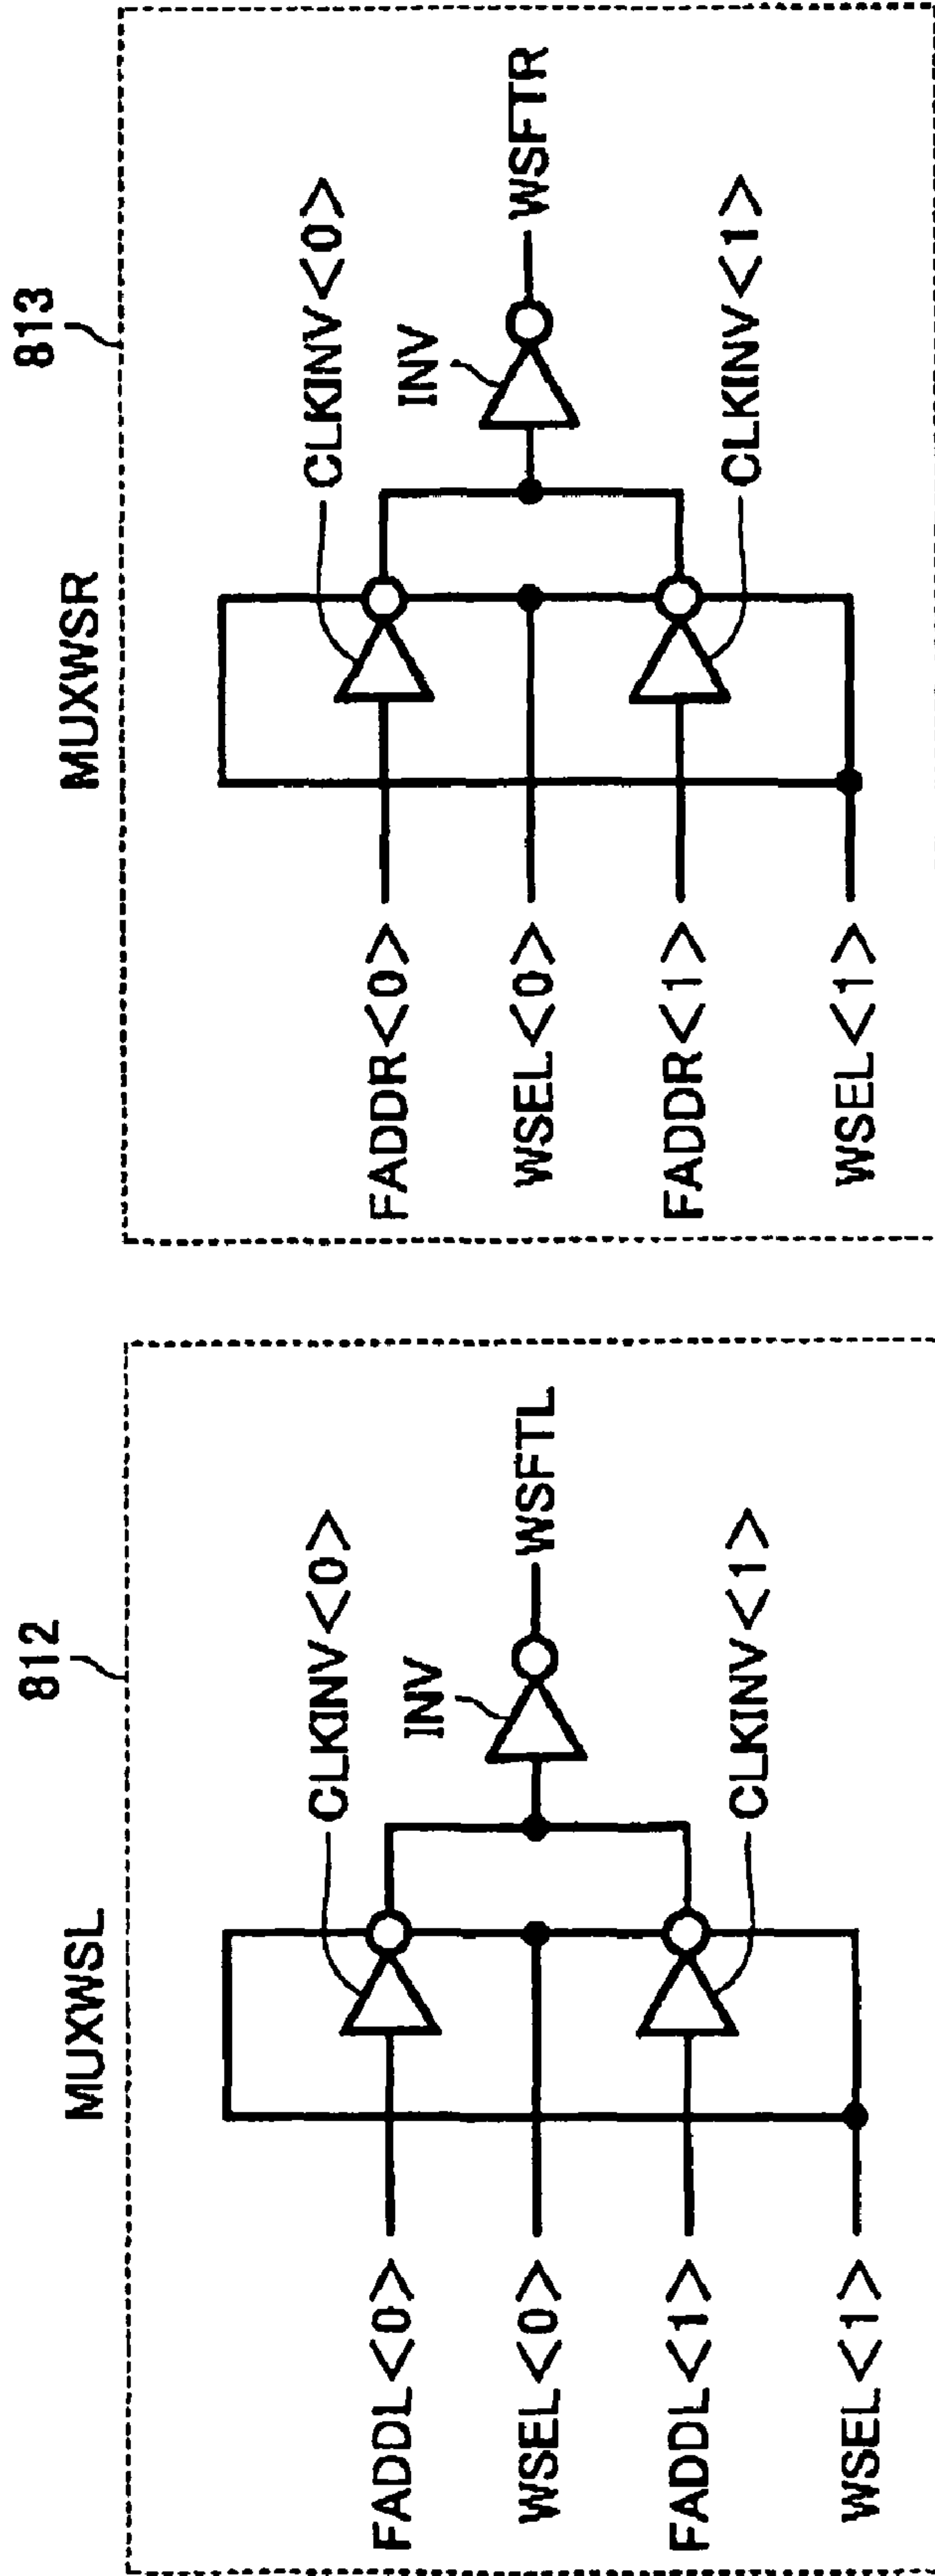 812
MUXWSL
CLKINV<0>
FADDL<0>
INV
WSEL<0>
WSFTL
FADDL<1>
CLKINV<1>
WSEL<1>
813
MUXWSR
CLKINV<0>
FADDR<0>
INV
WSEL<0>
WSFTR
FADDR<1>
CLKINV<1>
WSEL<1>